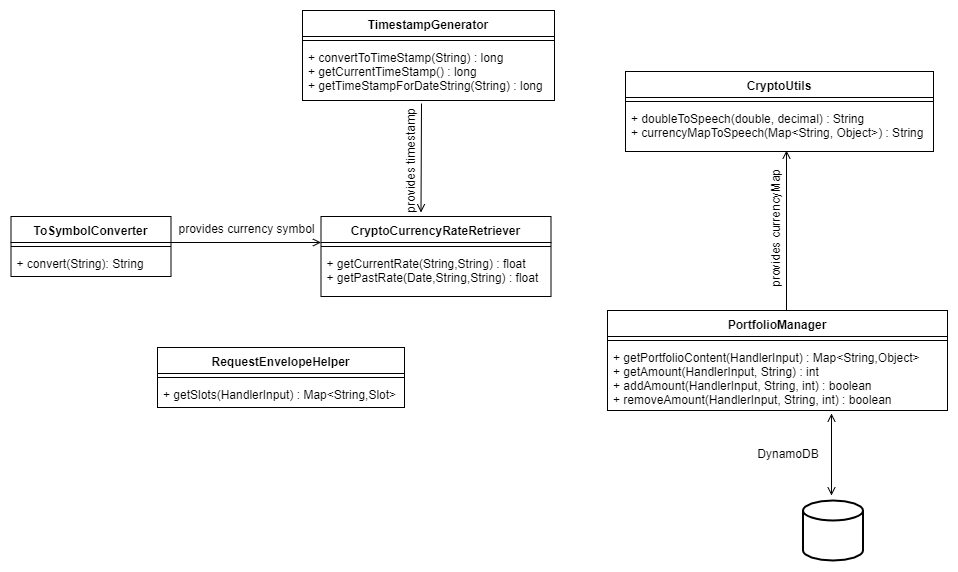 TimestampGenerator
+ convertToTimeStamp(String) : long
+ getCurrentTimeStamp() : long
+ getTimeStampForDateString(String) : long
CryptoUtils
+ doubleToSpeech(double, decimal) : String
+ currencyMapToSpeech(Map<String, Object>) : String
provides timestamp
provides currencyMap
ToSymbolConverter
+ convert(String): String
provides currency symbol
CryptoCurrencyRateRetriever
+ getCurrentRate(String,String) : float
+ getPastRate(Date,String,String) : float
RequestEnvelopeHelper
+ getSlots(HandlerInput) : Map<String,Slot>
PortfolioManager
+ getPortfolioContent(HandlerInput) : Map<String,Object>
+ getAmount(HandlerInput, String) : int
+ addAmount(HandlerInput, String, int) : boolean
+ removeAmount(HandlerInput, String, int) : boolean
DynamoDB